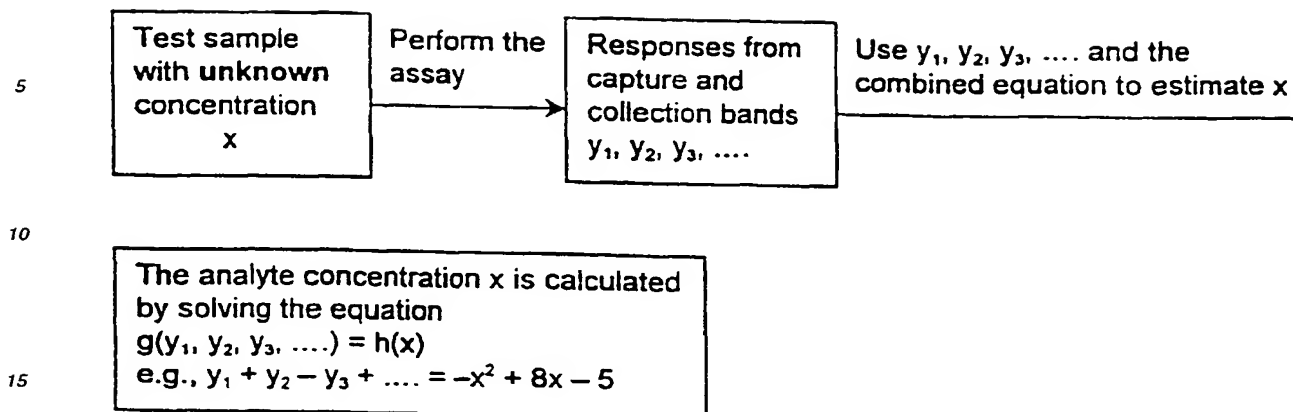 Test sample
with unknown
concentration
x
Perform the
assay
Responses from
capture and
collection bands
y₁, y₂, y₃, ....
Use y₁, y₂, y₃, .... and the
combined equation to estimate x
5
10
The analyte concentration x is calculated
by solving the equation
g(y₁, y₂, y₃, ....) = h(x)
e.g., y₁ + y₂ – y₃ + .... = –x² + 8x – 5
15